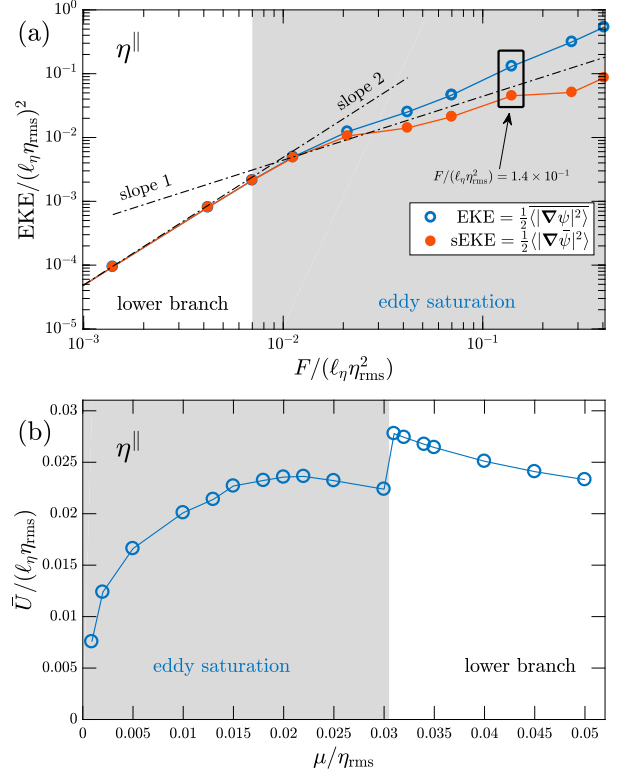 (a)
η∥
10⁰
10⁻¹
10⁻²
10⁻³
10⁻⁴
10⁻⁵
EKE/(ℓ_η η_rms)²
slope 1
slope 2
F/(ℓ_η η²_rms) = 1.4 × 10⁻¹
EKE = ½ \overline{⟨|∇ψ|²⟩}
sEKE = ½⟨|∇ψ̄|²⟩
lower branch
eddy saturation
10⁻³
10⁻²
10⁻¹
F/(ℓ_η η²_rms)
(b)
η∥
0.03
0.025
0.02
0.015
0.01
0.005
0
Ū/(ℓ_η η_rms)
eddy saturation
lower branch
0 0.005 0.01 0.015 0.02 0.025 0.03 0.035 0.04 0.045 0.05
μ/η_rms